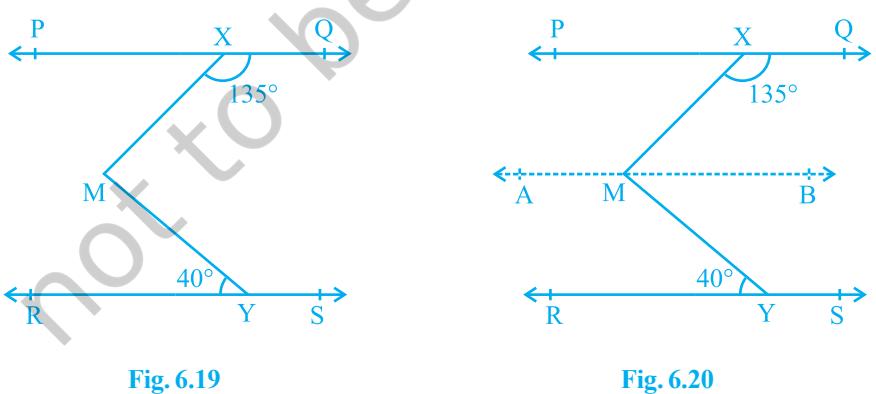 P X Q P X Q
135° 135°
M A M B
40° 40°
R Y S R Y S
Fig. 6.19 Fig. 6.20
not to be